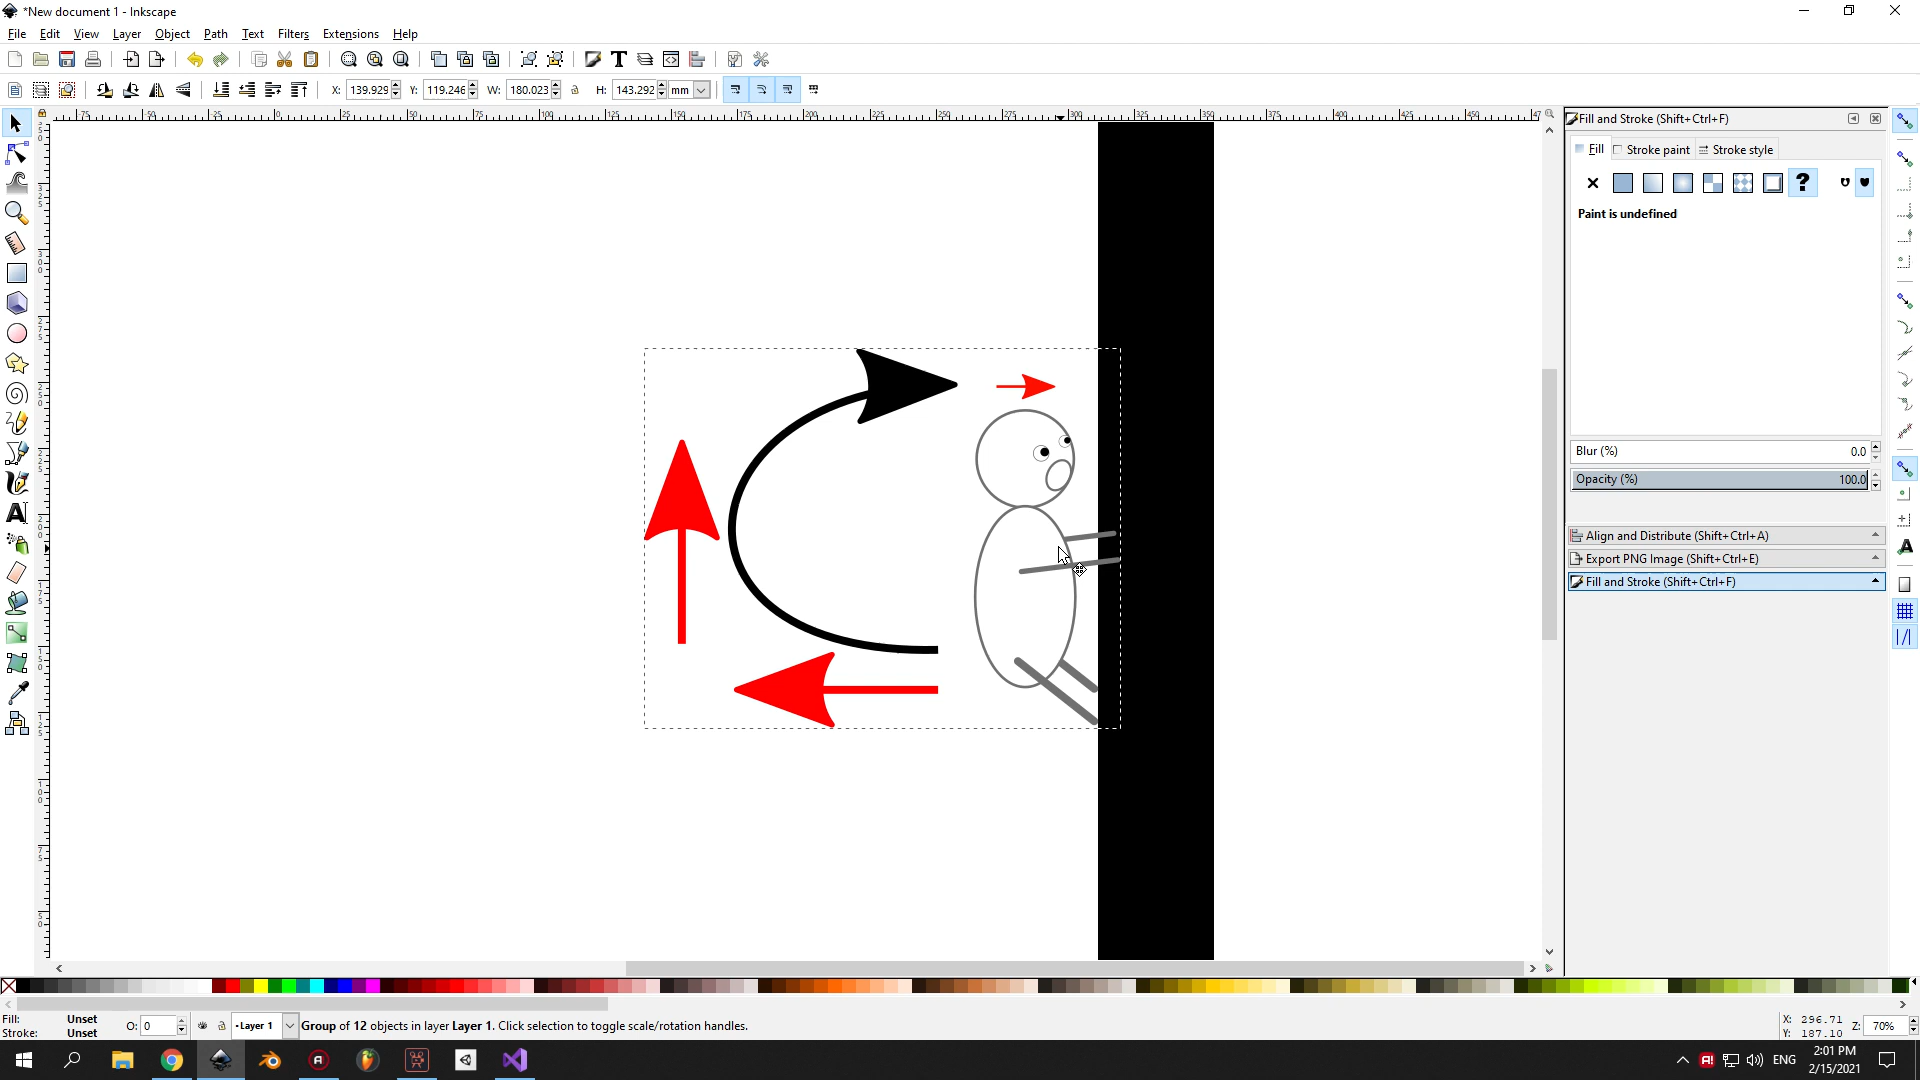 *New document 1 - Inkscape
File Edit View Layer Object Path Text Filters Extensions Help
X: 139.929 Y: 119.246 W: 180.023 H: 143.292 mm
Fill and Stroke (Shift+Ctrl+F)
Fill Stroke paint Stroke style
Paint is undefined
Blur (%) 0.0
Opacity (%) 100.0
Align and Distribute (Shift+Ctrl+A)
Export PNG Image (Shift+Ctrl+E)
Fill and Stroke (Shift+Ctrl+F)
Fill: Unset
Stroke: Unset
O: 0
•Layer 1
Group of 12 objects in layer Layer 1. Click selection to toggle scale/rotation handles.
X: 296.71
Y: 187.10
Z: 70%
ENG
2:01 PM
2/15/2021